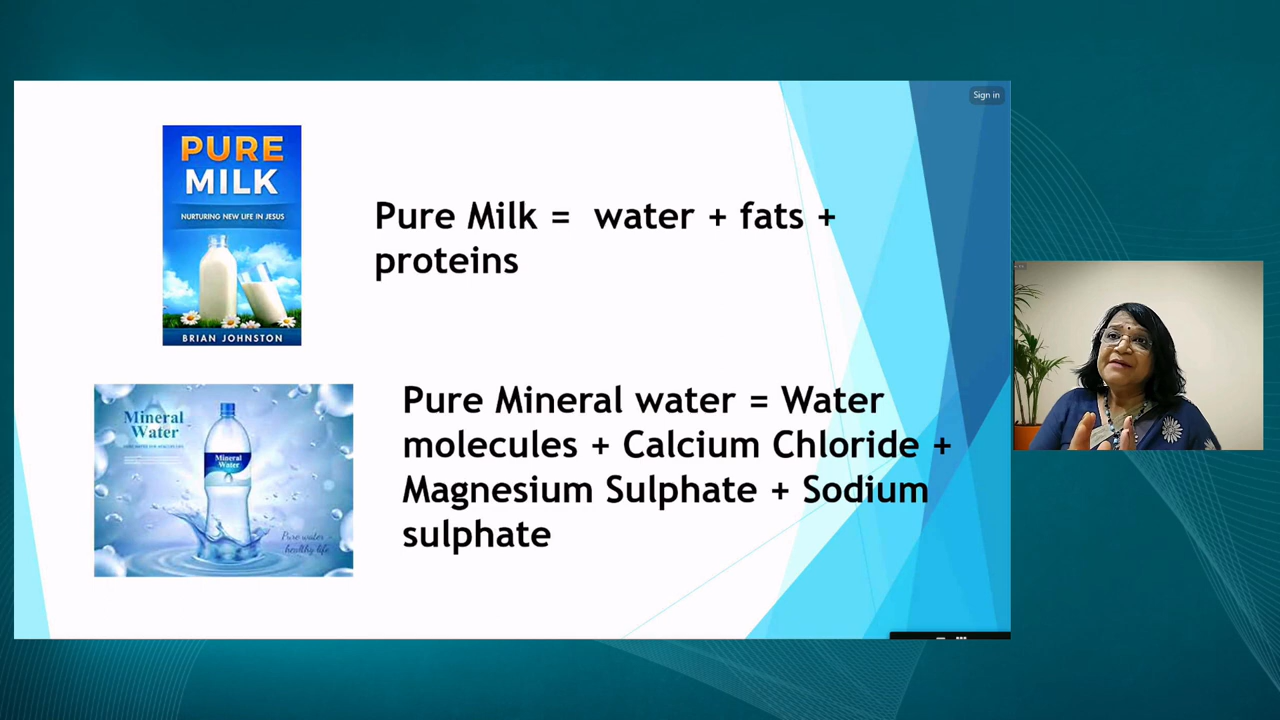 Sign in
PURE
MILK
NURTURING NEW LIFE IN JESUS
BRIAN JOHNSTON
Pure Milk = water + fats +
proteins
Mineral
Water
Mineral
Water
Pure water -
healthy life
Pure Mineral water = Water
molecules + Calcium Chloride +
Magnesium Sulphate + Sodium
sulphate